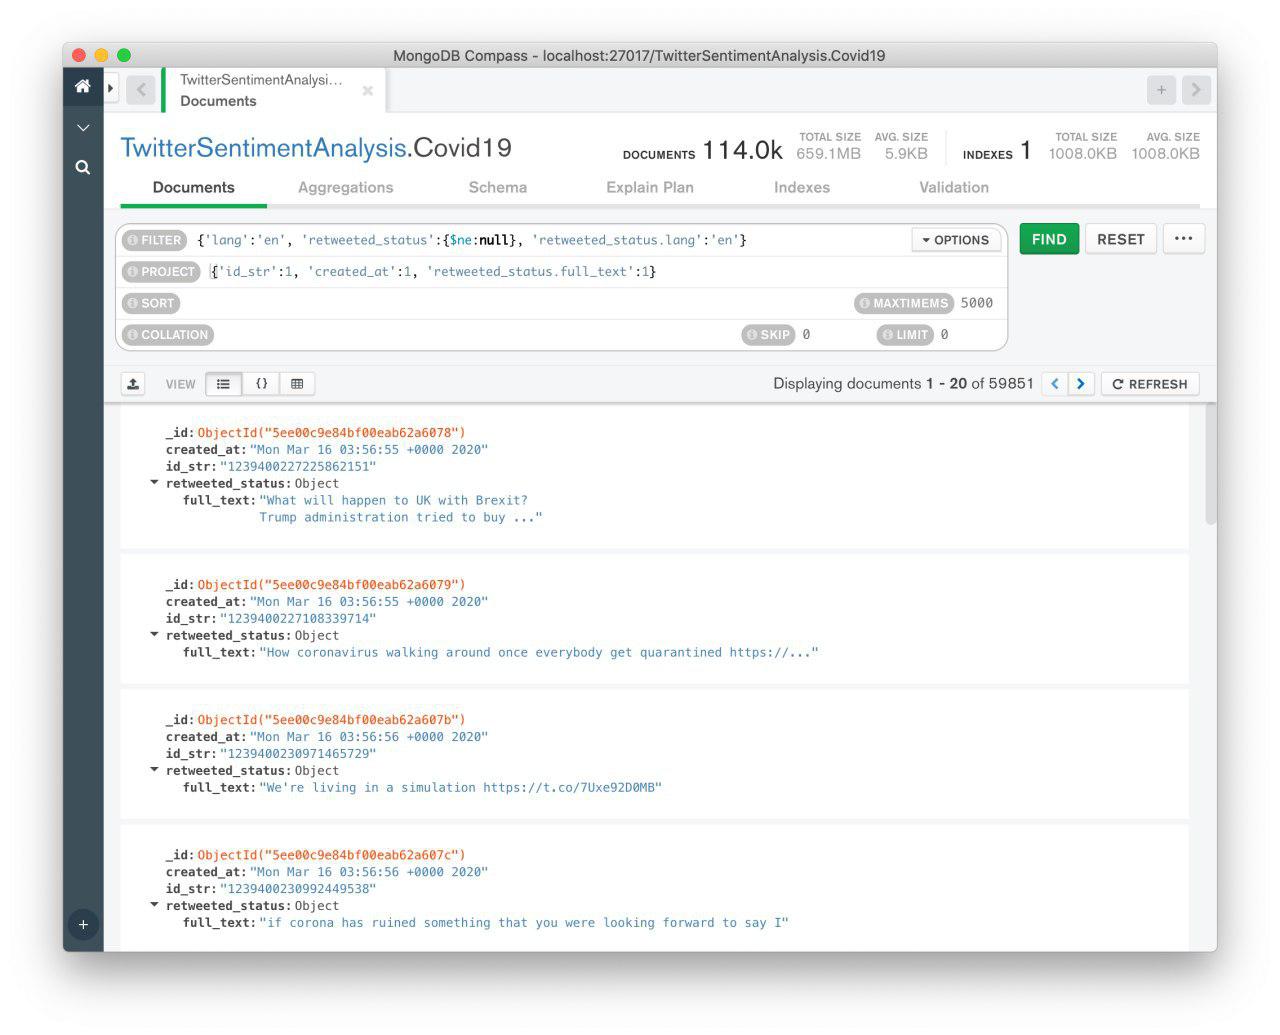 MongoDB Compass - localhost:27017/TwitterSentimentAnalysis.Covid19
TwitterSentimentAnalysi...
Documents
TwitterSentimentAnalysis.Covid19
DOCUMENTS 114.0k
TOTAL SIZE 659.1MB
AVG. SIZE 5.9KB
INDEXES 1
TOTAL SIZE 1008.0KB
AVG. SIZE 1008.0KB
Documents Aggregations Schema Explain Plan Indexes Validation
FILTER {'lang':'en', 'retweeted_status':{$ne:null}, 'retweeted_status.lang':'en'} OPTIONS FIND RESET ...
PROJECT {'id_str':1, 'created_at':1, 'retweeted_status.full_text':1}
SORT MAXTIMEMS 5000
COLLATION SKIP 0 LIMIT 0
VIEW {} Displaying documents 1 - 20 of 59851 < > REFRESH
_id: ObjectId("5ee00c9e84bf00eab62a6078")
created_at: "Mon Mar 16 03:56:55 +0000 2020"
id_str: "1239400227225862151"
retweeted_status: Object
full_text: "What will happen to UK with Brexit?
Trump administration tried to buy ..."
_id: ObjectId("5ee00c9e84bf00eab62a6079")
created_at: "Mon Mar 16 03:56:55 +0000 2020"
id_str: "1239400227108339714"
retweeted_status: Object
full_text: "How coronavirus walking around once everybody get quarantined https://..."
_id: ObjectId("5ee00c9e84bf00eab62a607b")
created_at: "Mon Mar 16 03:56:56 +0000 2020"
id_str: "1239400230971465729"
retweeted_status: Object
full_text: "We're living in a simulation https://t.co/7Uxe92D0MB"
_id: ObjectId("5ee00c9e84bf00eab62a607c")
created_at: "Mon Mar 16 03:56:56 +0000 2020"
id_str: "1239400230992449538"
retweeted_status: Object
full_text: "if corona has ruined something that you were looking forward to say I"